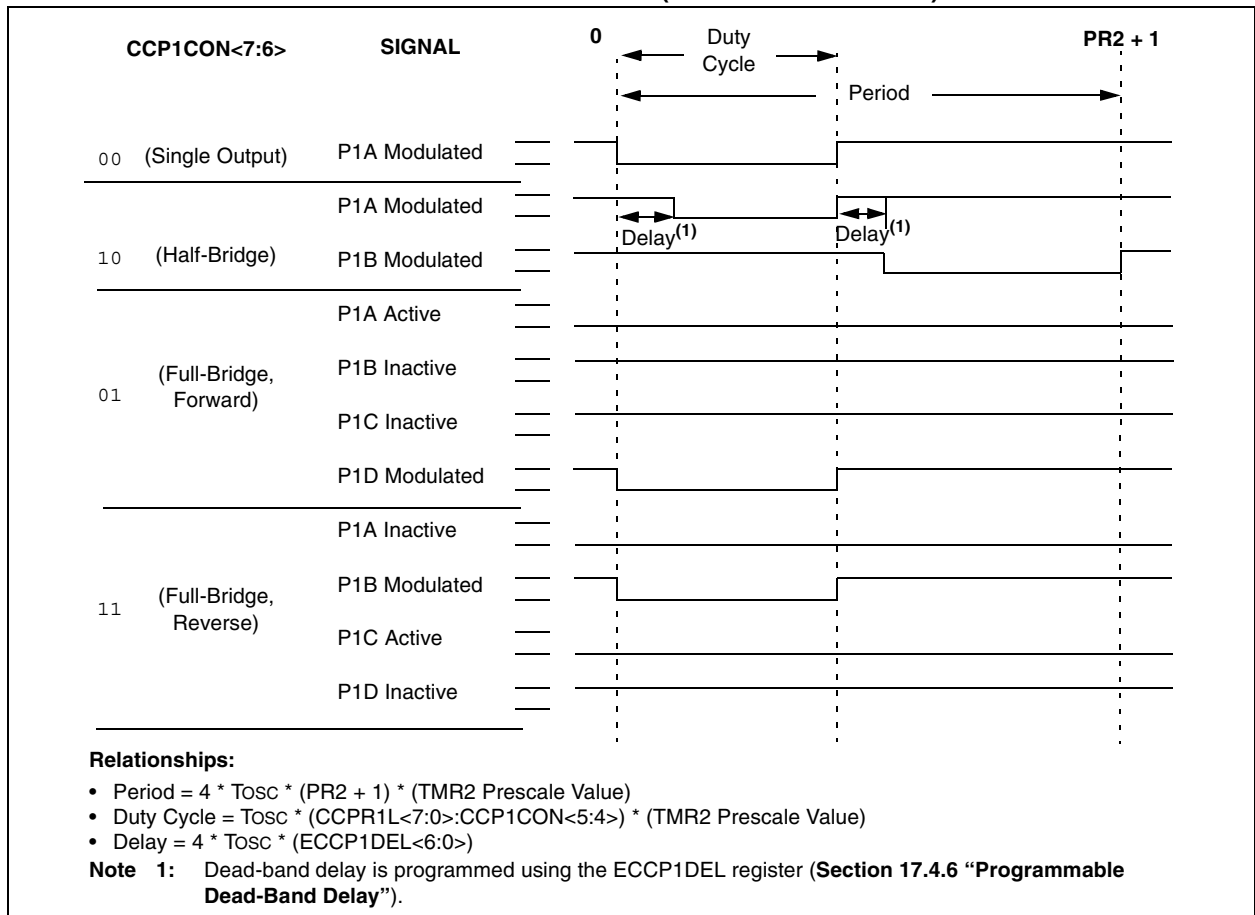 CCP1CON<7:6> SIGNAL 0 Duty Cycle PR2 + 1
Period
00 (Single Output) P1A Modulated
P1A Modulated
Delay(1) Delay(1)
10 (Half-Bridge) P1B Modulated
P1A Active
01 (Full-Bridge, Forward) P1B Inactive
P1C Inactive
P1D Modulated
P1A Inactive
11 (Full-Bridge, Reverse) P1B Modulated
P1C Active
P1D Inactive
Relationships:
• Period = 4 * TOSC * (PR2 + 1) * (TMR2 Prescale Value)
• Duty Cycle = TOSC * (CCPR1L<7:0>:CCP1CON<5:4>) * (TMR2 Prescale Value)
• Delay = 4 * TOSC * (ECCP1DEL<6:0>)
Note 1: Dead-band delay is programmed using the ECCP1DEL register (Section 17.4.6 “Programmable
Dead-Band Delay”).